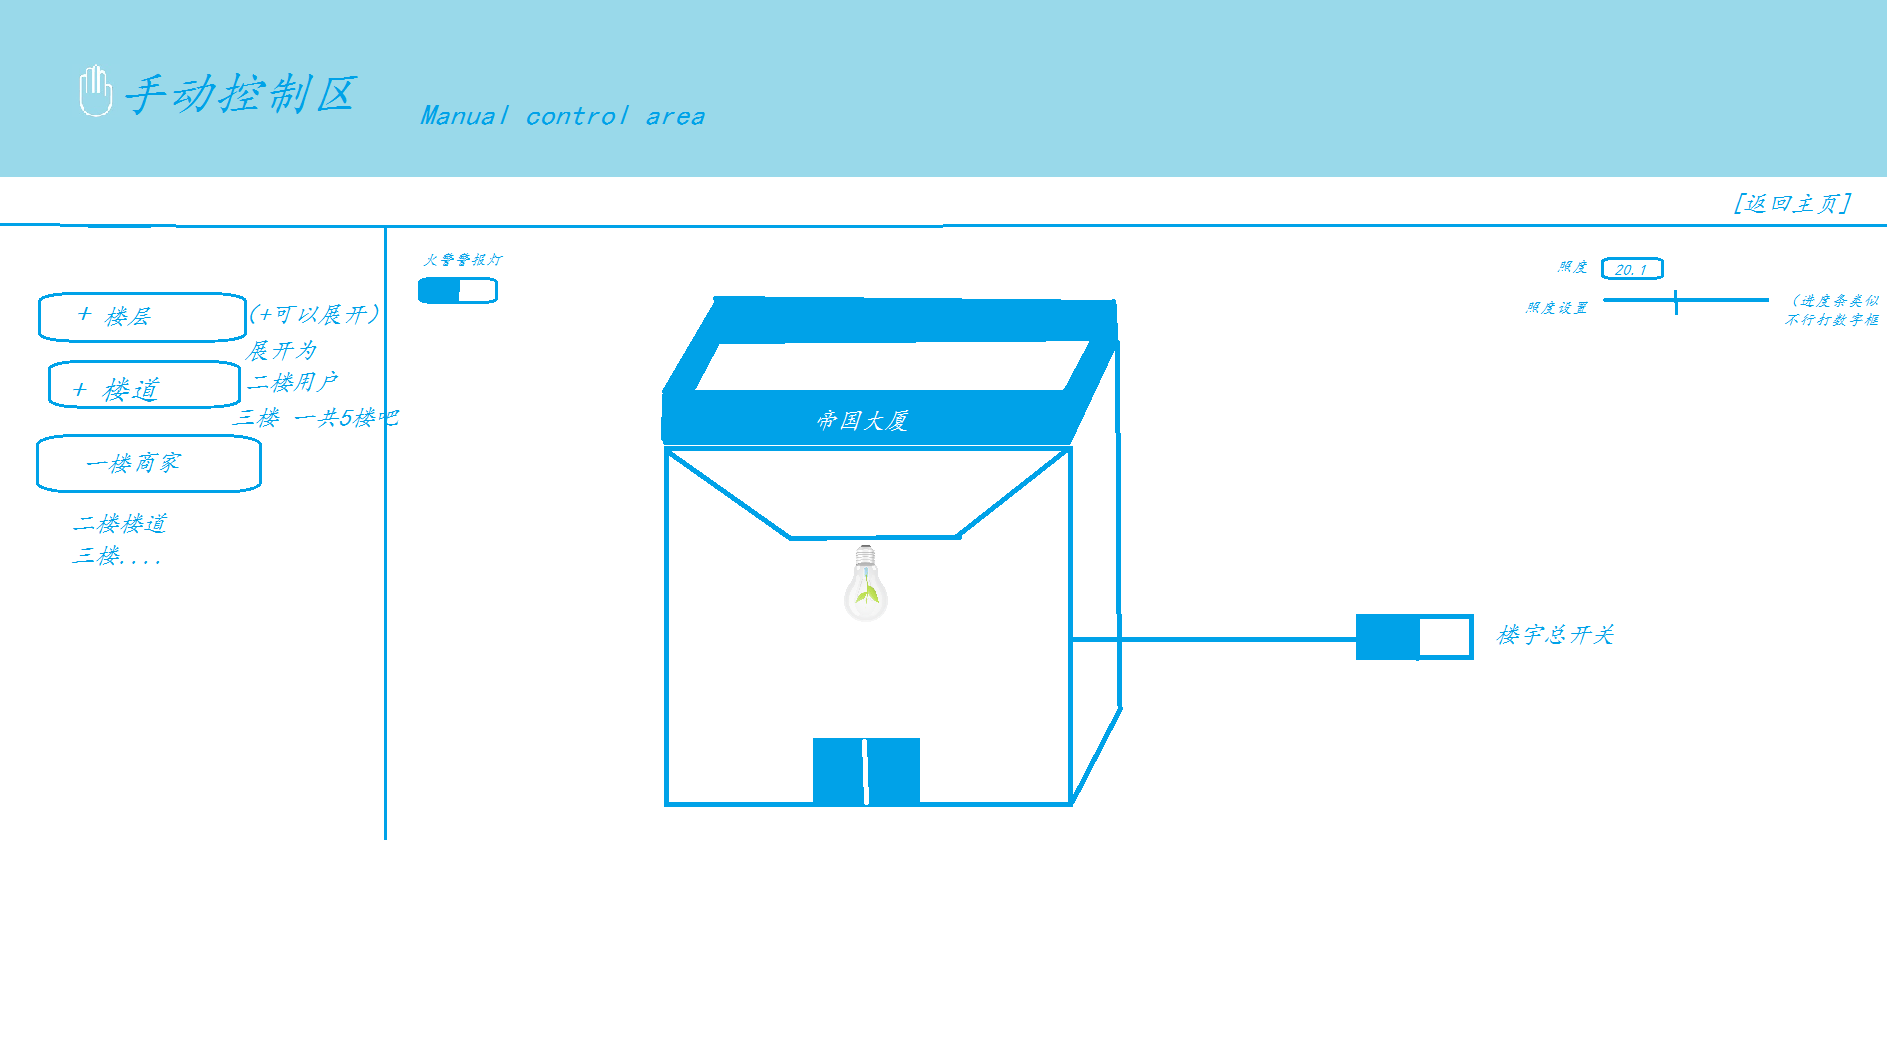 手动控制区
Manual control area
[返回主页]
+ 楼层
(+可以展开)
展开为
+ 楼道
二楼用户
三楼 一共5楼吧
一楼商家
二楼楼道
三楼....
火警警报灯
照度 20.1
照度设置
(进度条类似
不行打数字框
帝国大厦
楼宇总开关